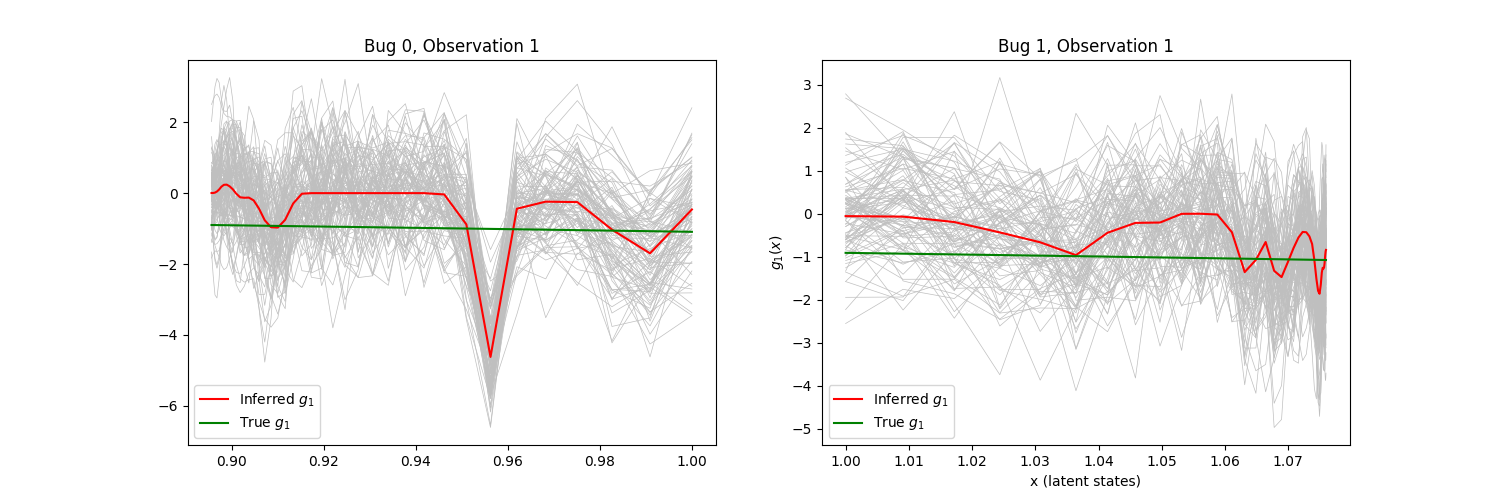 Bug 0, Observation 1
2
0
−2
−4
−6
Inferred g₁
True g₁
0.90 0.92 0.94 0.96 0.98 1.00
Bug 1, Observation 1
g₁(x)
3
2
1
0
−1
−2
−3
−4
−5
Inferred g₁
True g₁
1.00 1.01 1.02 1.03 1.04 1.05 1.06 1.07
x (latent states)